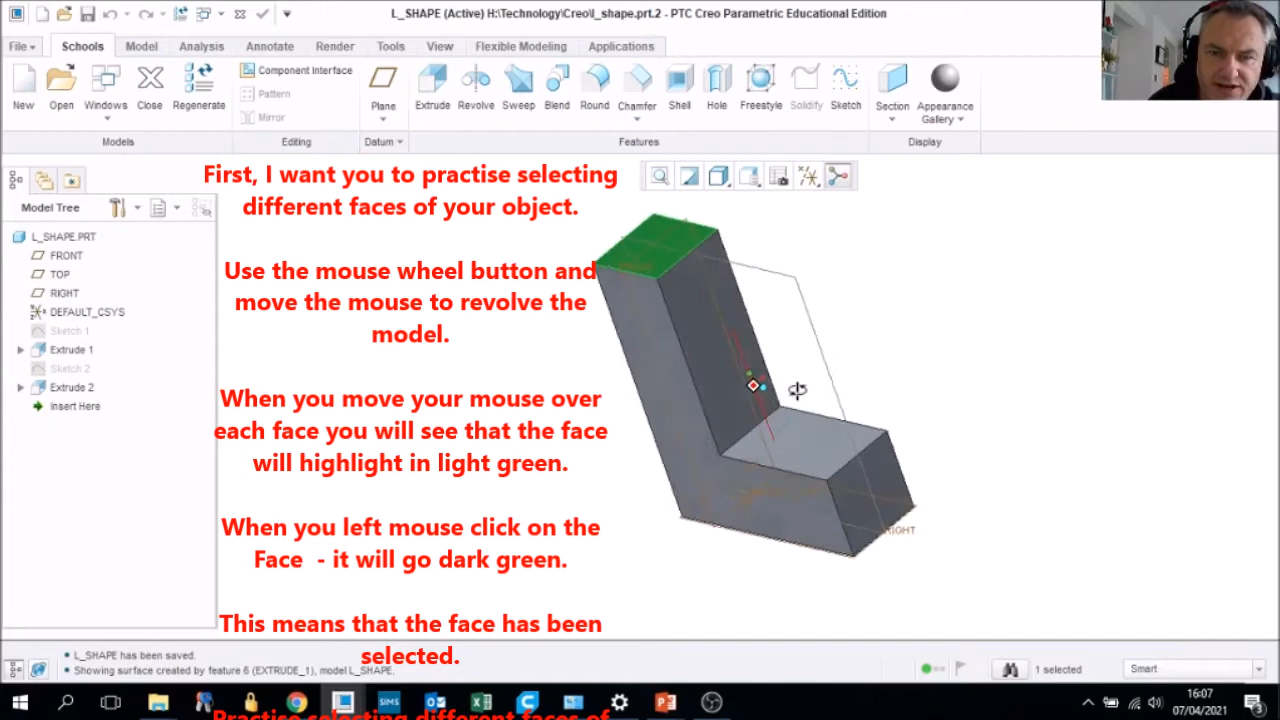 L_SHAPE (Active) H:\Technology\Creo\l_shape.prt.2 - PTC Creo Parametric Educational Edition
File Schools Model Analysis Annotate Render Tools View Flexible Modeling Applications
New Open Windows Close Regenerate
Component Interface
Pattern
Mirror
Plane Extrude Revolve Sweep Blend Round Chamfer Shell Hole Freestyle Solidify Sketch Section Appearance
Gallery
Models Editing Datum Features Display
First, I want you to practise selecting
different faces of your object.
Use the mouse wheel button and
move the mouse to revolve the
model.
When you move your mouse over
each face you will see that the face
will highlight in light green.
When you left mouse click on the
Face - it will go dark green.
This means that the face has been
selected.
Practise selecting different faces of
Model Tree
L_SHAPE.PRT
FRONT
TOP
RIGHT
DEFAULT_CSYS
Sketch 1
Extrude 1
Sketch 2
Extrude 2
Insert Here
RIGHT
L_SHAPE has been saved.
Showing surface created by feature 6 (EXTRUDE_1), model L_SHAPE.
1 selected
Smart
SIMS
16:07
07/04/2021
3